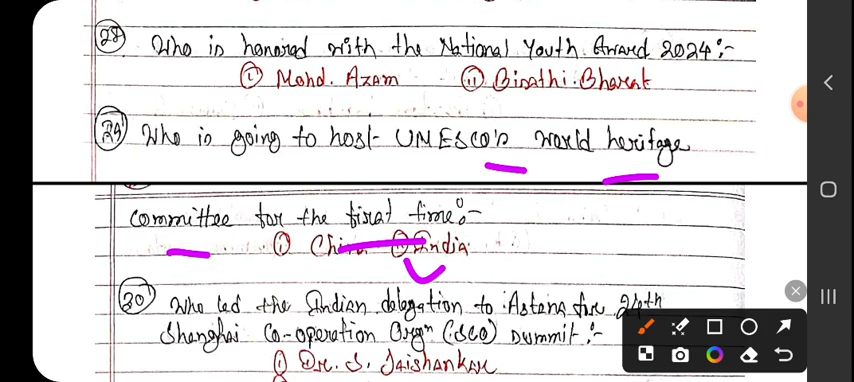 28 Who is honored with the National Youth Award 2024:-
(i) Mohd. Azam (ii) Birathi. Bharat
29 Who is going to host UNESCO's world heritage
committee for the first time:-
(i) China (ii) India
30 Who led the Indian delegation to Astana for 24th
Shanghai Co-operation Orgn (SCO) summit:-
(i) Dr. S. Jaishankar